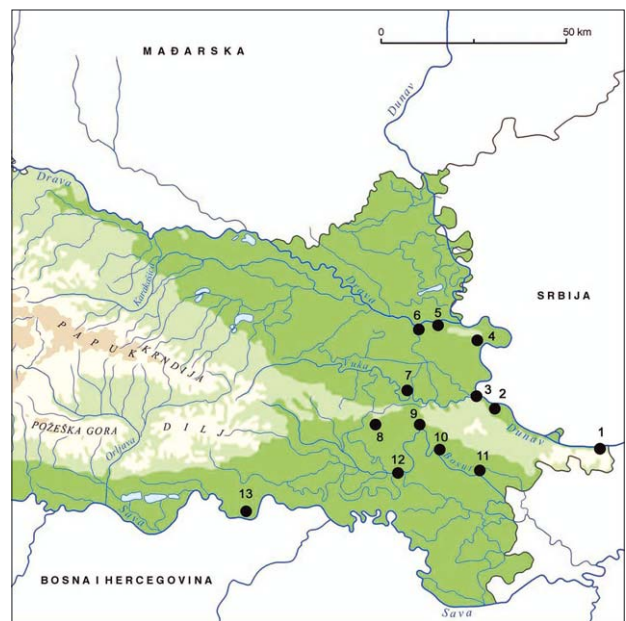 MAĐARSKA
0 50 km
Dunav
Drava
Karašica
Drava
SRBIJA
6 5
4
PAPUK
KRNDIJA
Vuka
7
3
2
Dunav
1
POŽEŠKA GORA
DILJ
Orljava
8
9
10
Bosut
11
12
13
Sava
BOSNA I HERCEGOVINA
Sava